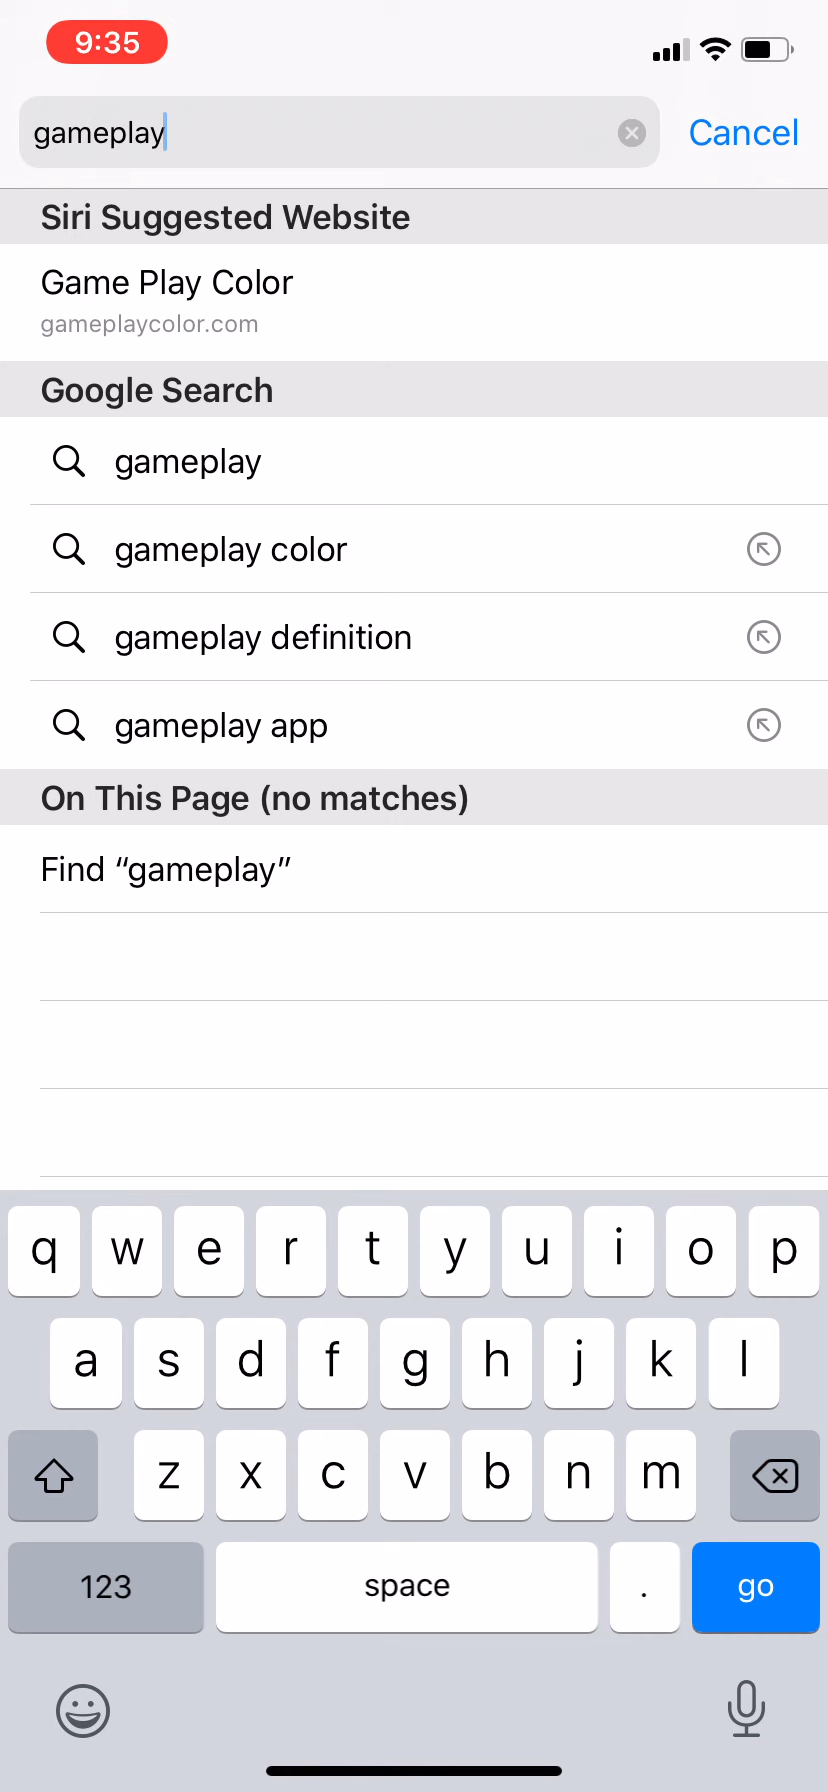 9:35
gameplay
Cancel
Siri Suggested Website
Game Play Color
gameplaycolor.com
Google Search
gameplay
gameplay color
gameplay definition
gameplay app
On This Page (no matches)
Find “gameplay”
q w e r t y u i o p
a s d f g h j k l
z x c v b n m
123 space . go